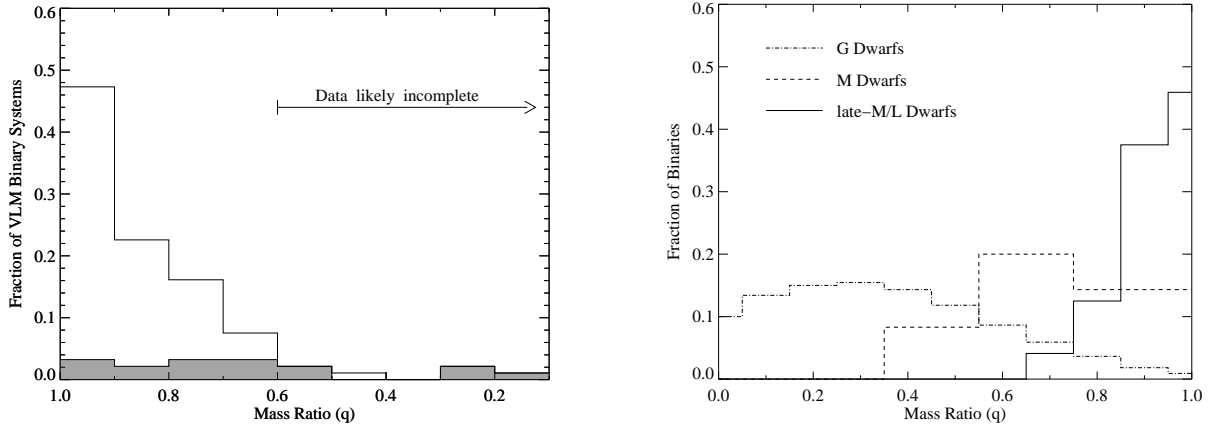 0.6
0.5
0.4
0.3
0.2
0.1
0.0
Fraction of VLM Binary Systems
Data likely incomplete
1.0 0.8 0.6 0.4 0.2
Mass Ratio (q)
0.6
0.5
0.4
0.3
0.2
0.1
0.0
Fraction of Binaries
G Dwarfs
M Dwarfs
late−M/L Dwarfs
0.0 0.2 0.4 0.6 0.8 1.0
Mass Ratio (q)